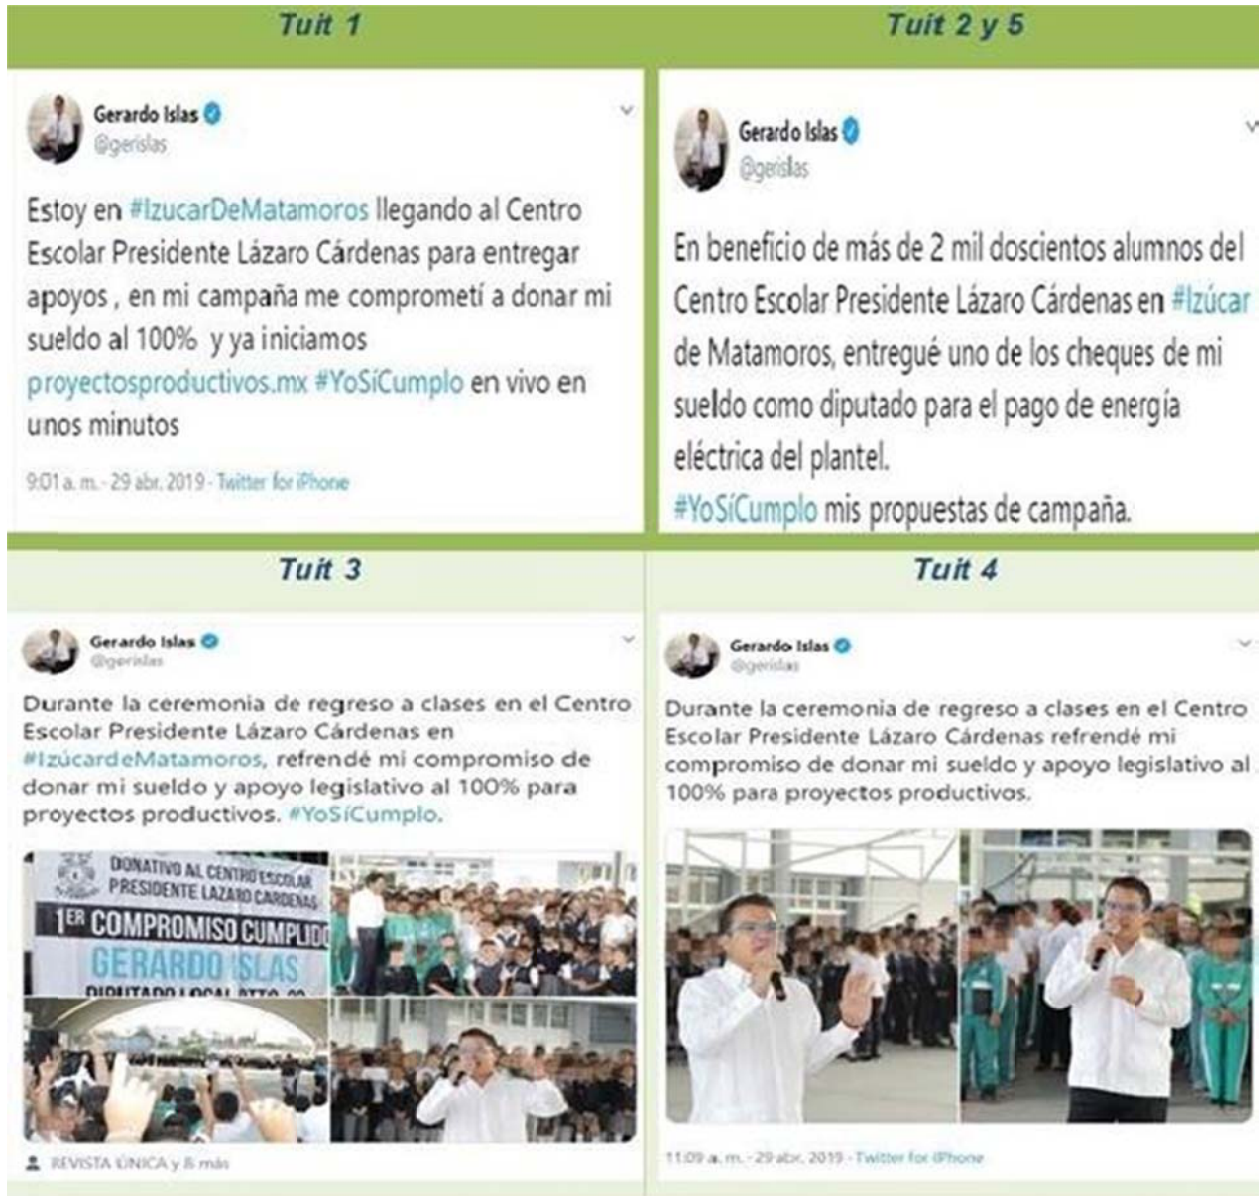 Tuit 1
Gerardo Islas
@gerislas
Estoy en #IzucarDeMatamoros llegando al Centro
Escolar Presidente Lázaro Cárdenas para entregar
apoyos , en mi campaña me comprometí a donar mi
sueldo al 100% y ya iniciamos
proyectosproductivos.mx #YoSíCumplo en vivo en
unos minutos
9:01 a. m. - 29 abr. 2019 - Twitter for iPhone
Tuit 2 y 5
Gerardo Islas
@gerislas
En beneficio de más de 2 mil doscientos alumnos del
Centro Escolar Presidente Lázaro Cárdenas en #Izúcar
de Matamoros, entregué uno de los cheques de mi
sueldo como diputado para el pago de energía
eléctrica del plantel.
#YoSíCumplo mis propuestas de campaña.
Tuit 3
Gerardo Islas
@gerislas
Durante la ceremonia de regreso a clases en el Centro
Escolar Presidente Lázaro Cárdenas en
#IzúcardeMatamoros, refrendé mi compromiso de
donar mi sueldo y apoyo legislativo al 100% para
proyectos productivos. #YoSíCumplo.
DONATIVO AL CENTRO ESCOLAR
PRESIDENTE LAZARO CARDENAS
1ER COMPROMISO CUMPLIDO
GERARDO ISLAS
DIPUTADO LOCAL DTTO.
REVISTA ÚNICA y 8 más
Tuit 4
Gerardo Islas
@gerislas
Durante la ceremonia de regreso a clases en el Centro
Escolar Presidente Lázaro Cárdenas refrendé mi
compromiso de donar mi sueldo y apoyo legislativo al
100% para proyectos productivos.
11:09 a. m. - 29 abr. 2019 - Twitter for iPhone